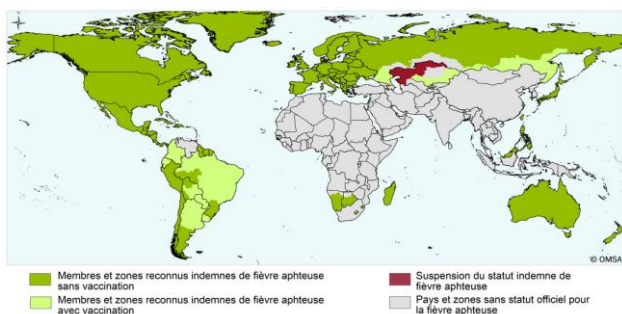 © OMSA
Membres et zones reconnus indemnes de fièvre aphteuse
sans vaccination
Membres et zones reconnus indemnes de fièvre aphteuse
avec vaccination
Suspension du statut indemne de
fièvre aphteuse
Pays et zones sans statut officiel pour
la fièvre aphteuse